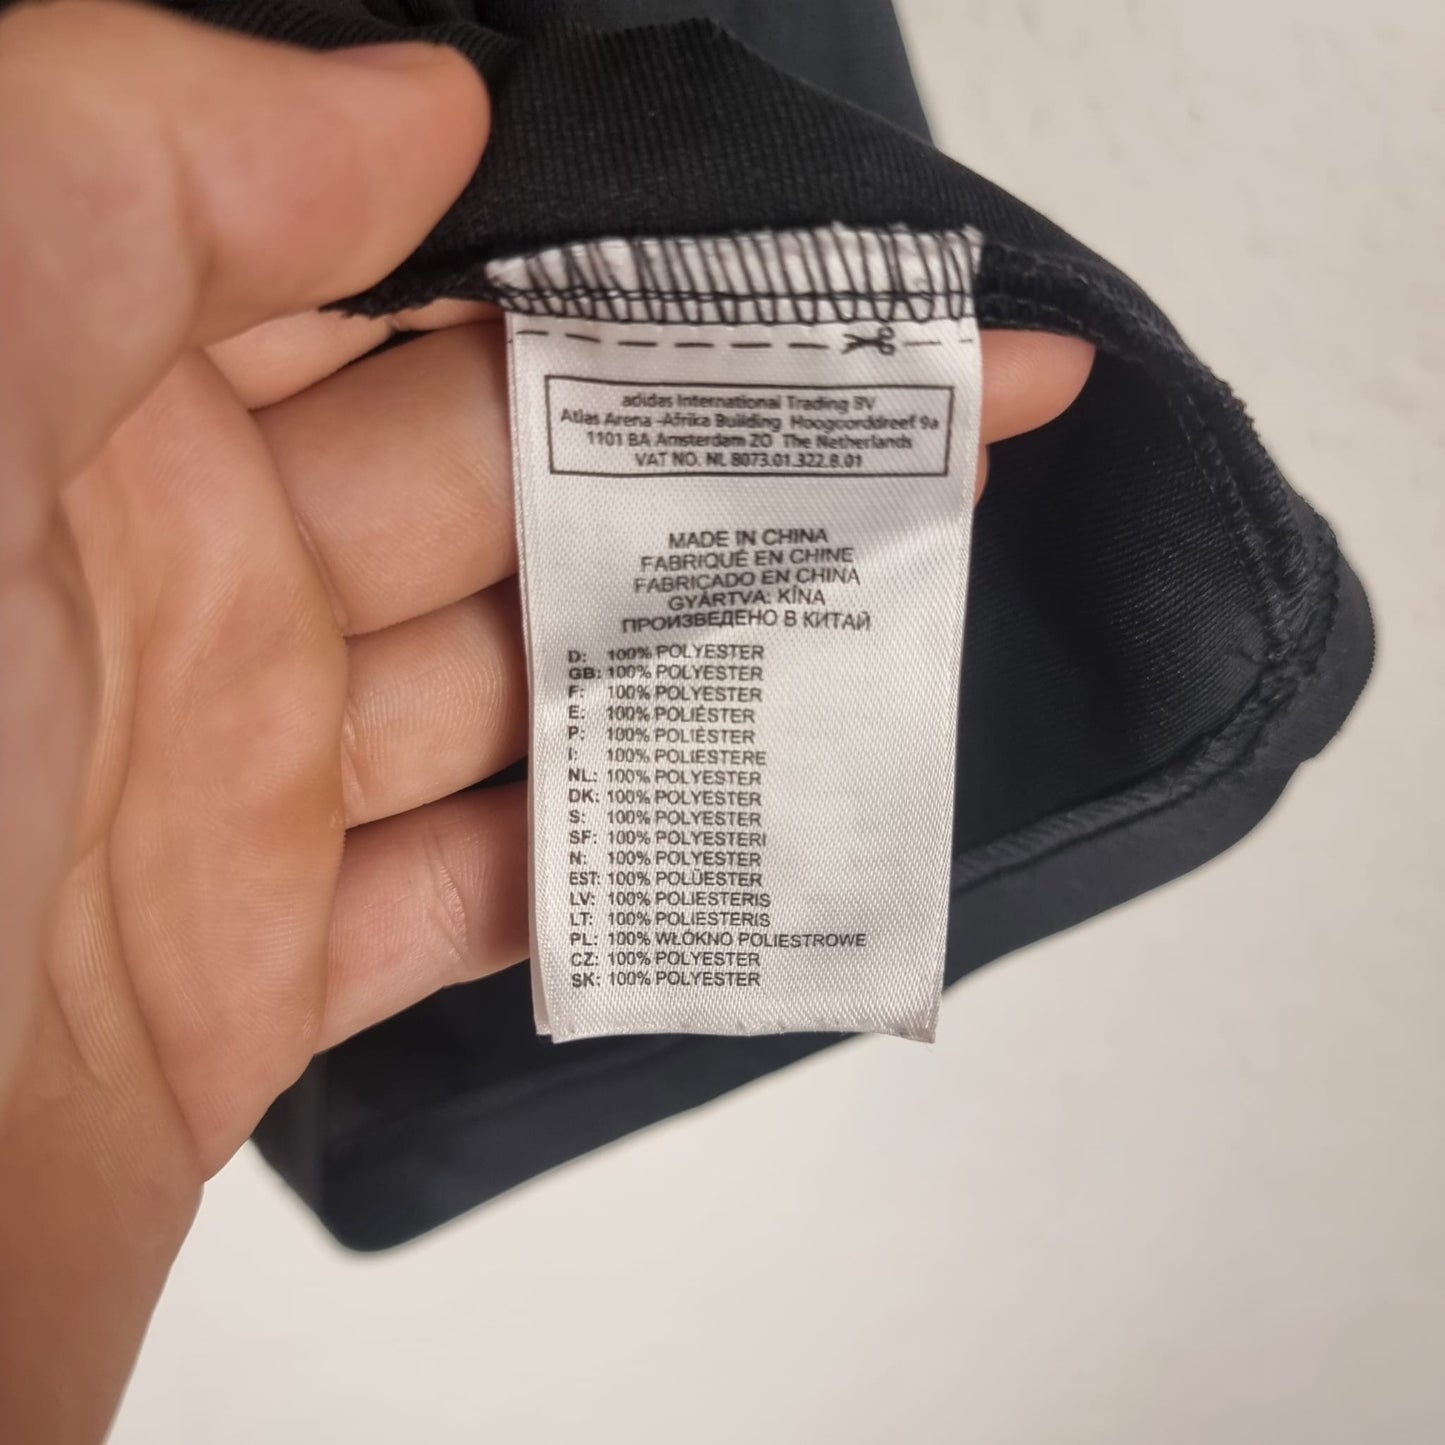 adidas International Trading BV
Atlas Arena -Afrika Building Hoogoorddreef 9a
1101 BA Amsterdam ZO The Netherlands
VAT NO. NL 8073.01.322.B.01
MADE IN CHINA
FABRIQUÉ EN CHINE
FABRICADO EN CHINA
GYÁRTVA: KÍNA
ПРОИЗВЕДЕНО В КИТАЙ
D: 100% POLYESTER
GB: 100% POLYESTER
F: 100% POLYESTER
E: 100% POLIÉSTER
P: 100% POLIÉSTER
I: 100% POLIESTERE
NL: 100% POLYESTER
DK: 100% POLYESTER
S: 100% POLYESTER
SF: 100% POLYESTERI
N: 100% POLYESTER
EST: 100% POLÜESTER
LV: 100% POLIESTERIS
LT: 100% POLIESTERIS
PL: 100% WŁÓKNO POLIESTROWE
CZ: 100% POLYESTER
SK: 100% POLYESTER